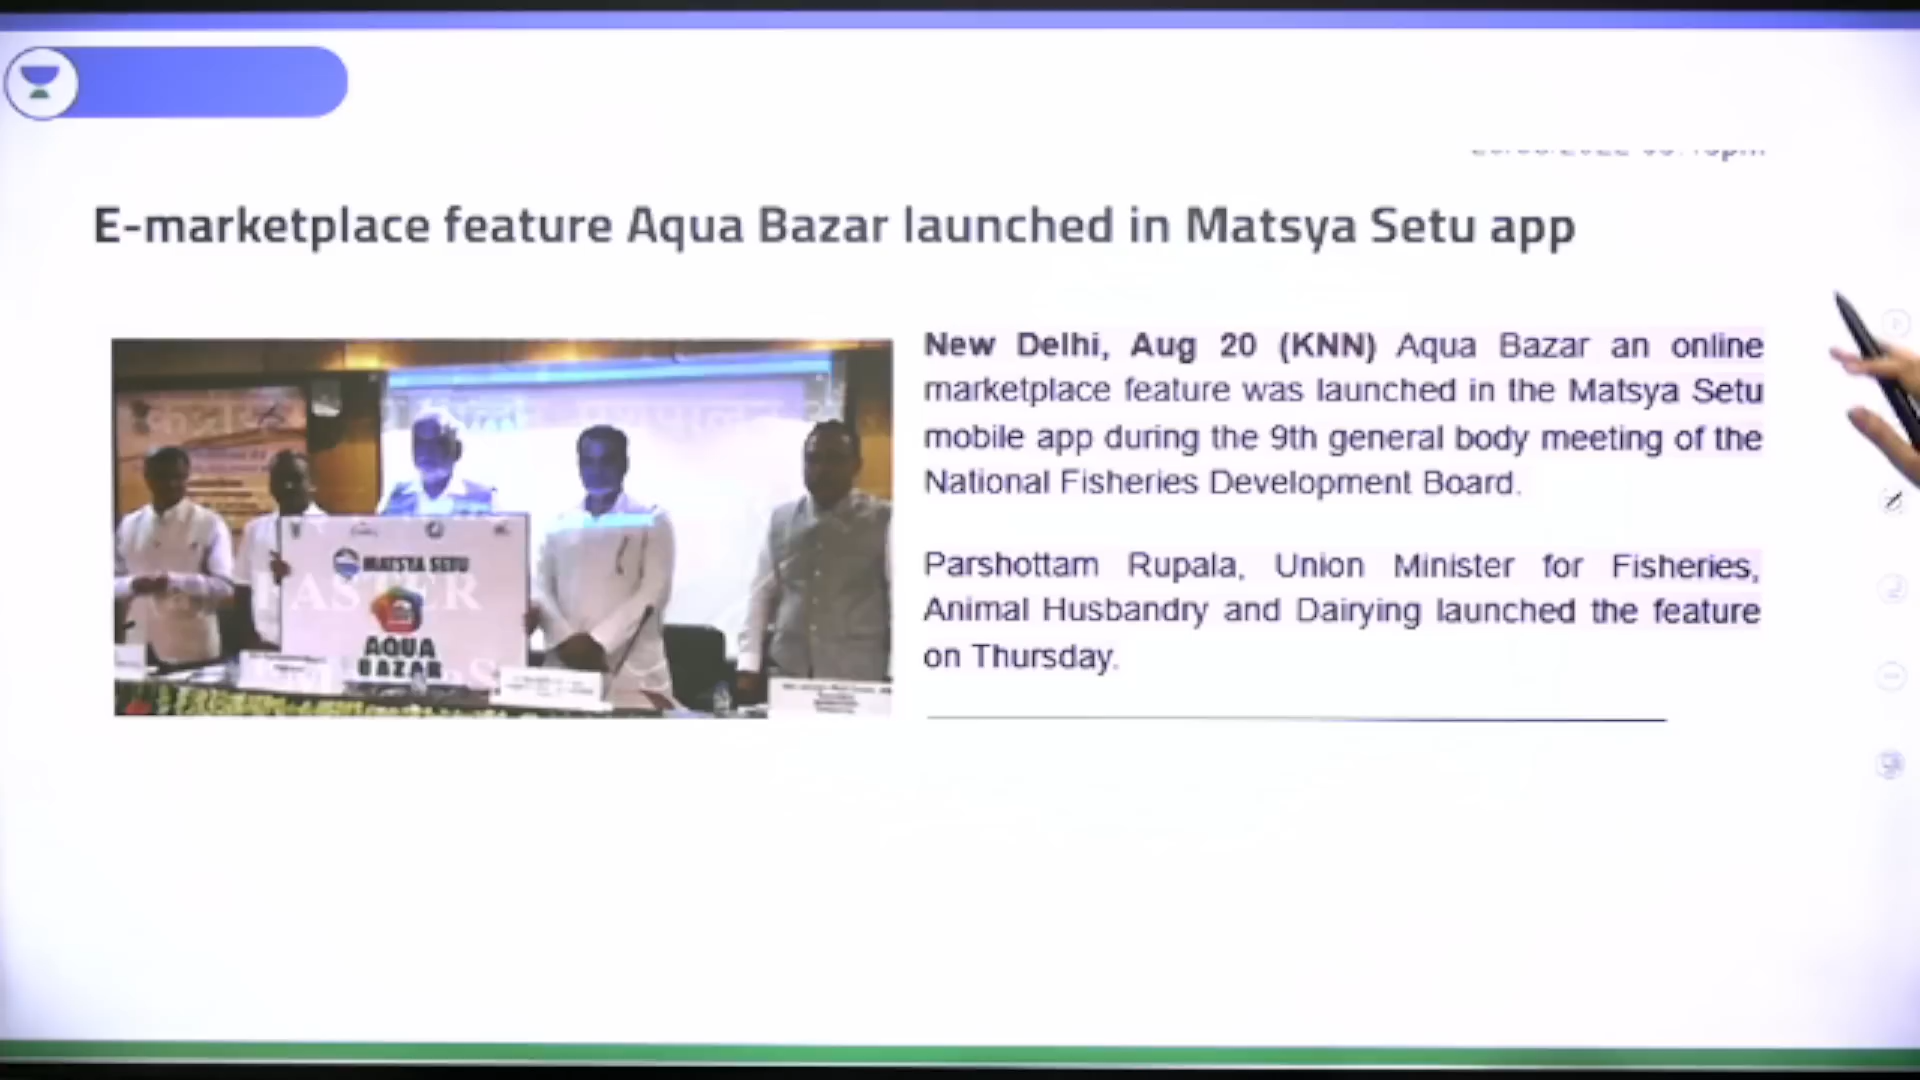 E-marketplace feature Aqua Bazar launched in Matsya Setu app
New Delhi, Aug 20 (KNN) Aqua Bazar an online
marketplace feature was launched in the Matsya Setu
mobile app during the 9th general body meeting of the
National Fisheries Development Board.
Parshottam Rupala, Union Minister for Fisheries,
Animal Husbandry and Dairying launched the feature
on Thursday.
MATSYA SETU
AQUA
BAZAR